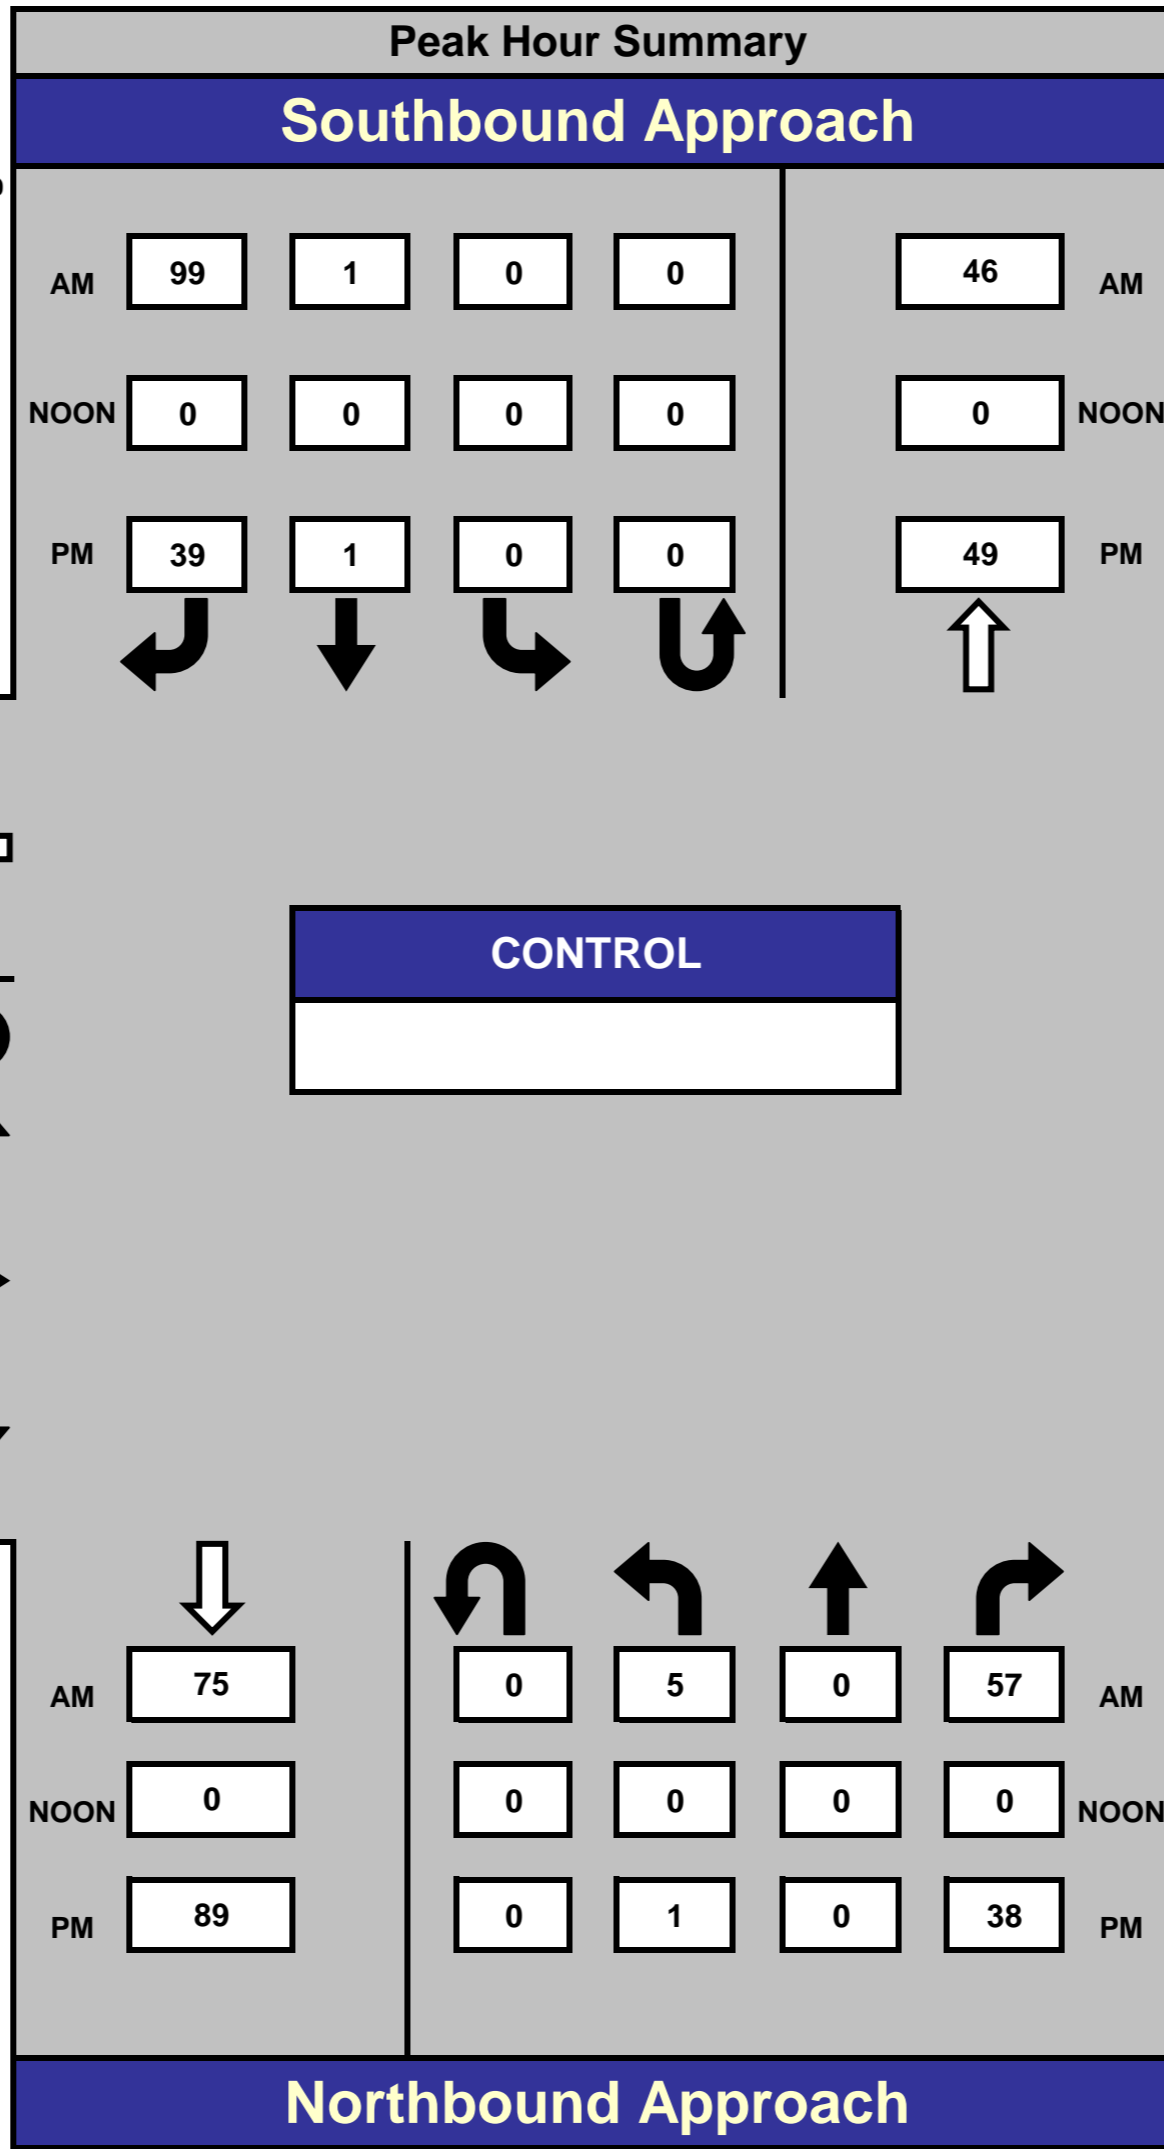 Peak Hour Summary
Southbound Approach
AM 99 1 0 0 46 AM
NOON 0 0 0 0 0 NOON
PM 39 1 0 0 49 PM
CONTROL
AM 75 0 5 0 57 AM
NOON 0 0 0 0 0 NOON
PM 89 0 1 0 38 PM
Northbound Approach